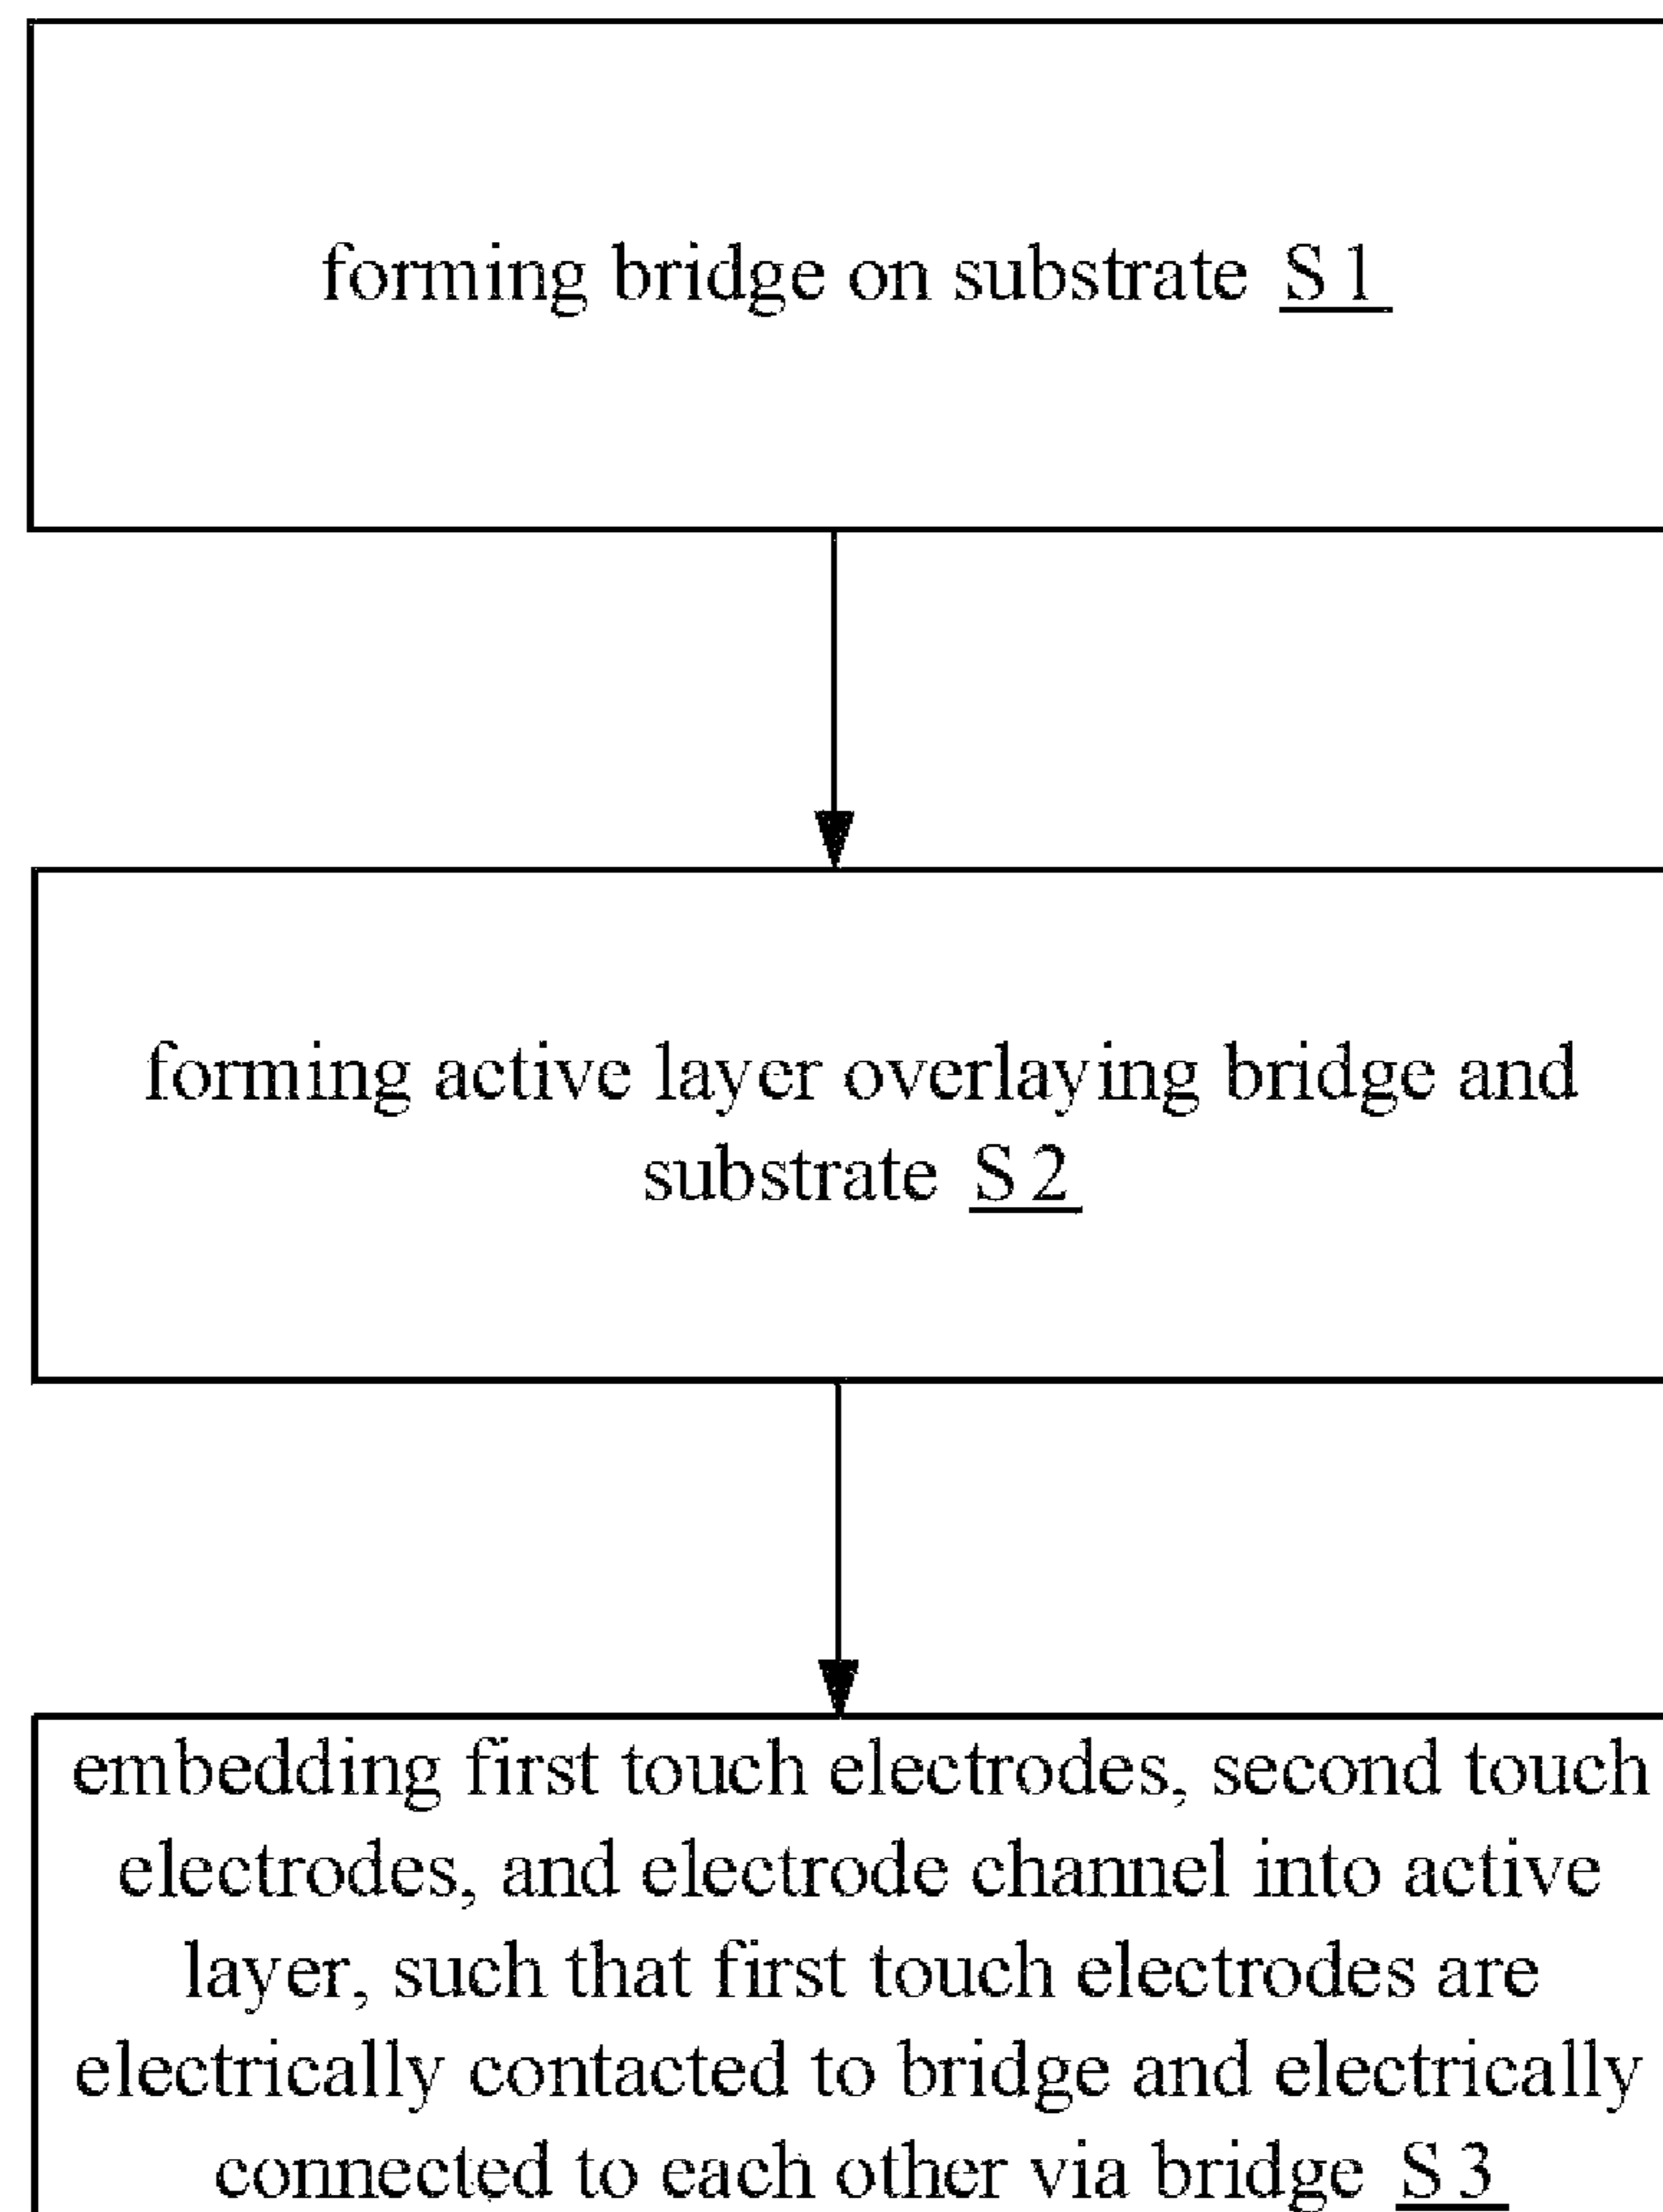 forming bridge on substrate S1
forming active layer overlaying bridge and
substrate S2
embedding first touch electrodes, second touch
electrodes, and electrode channel into active
layer, such that first touch electrodes are
electrically contacted to bridge and electrically
connected to each other via bridge S3